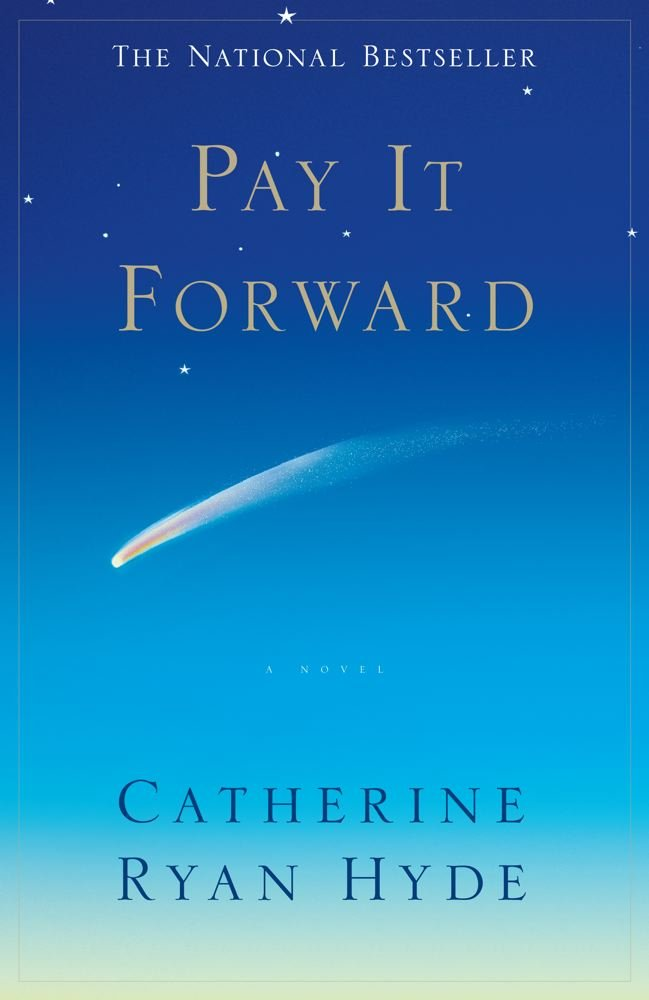 The National Bestseller
Pay It
Forward
A NOVEL
Catherine
Ryan Hyde